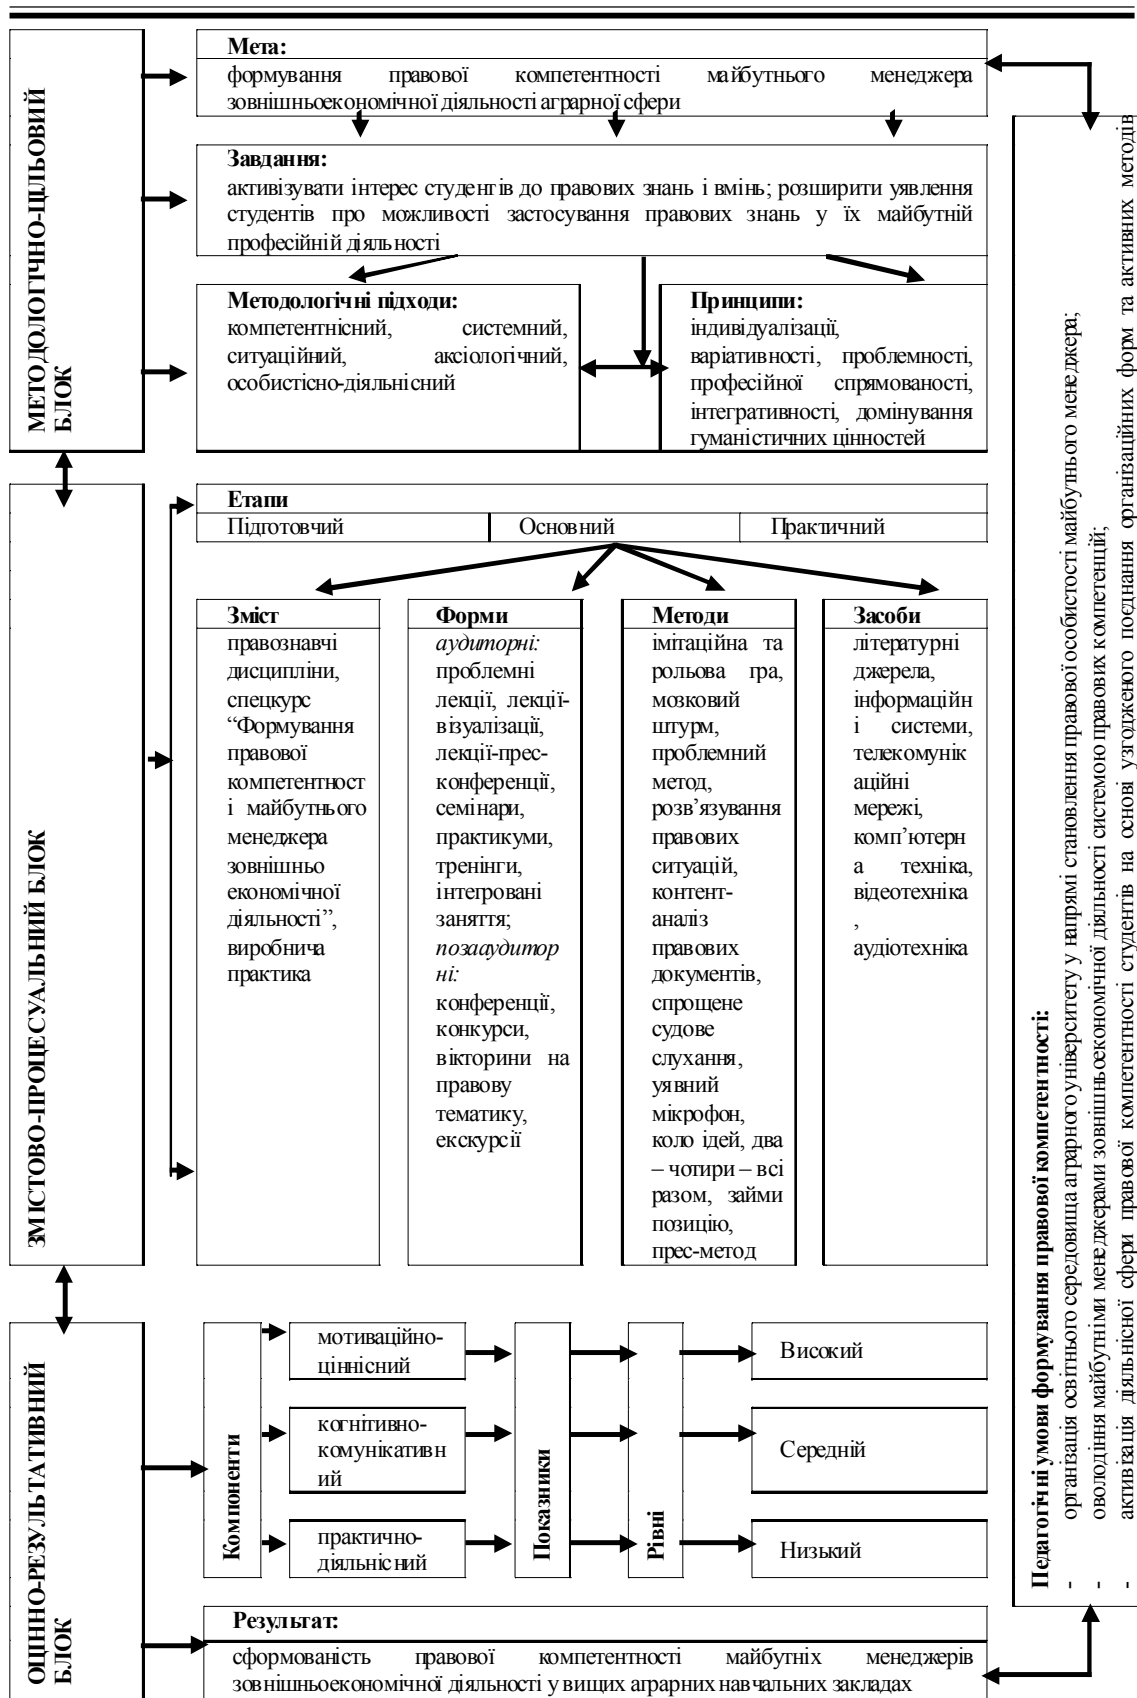 МЕТОДОЛОГІЧНО-ЦІЛЬОВИЙ
БЛОК
Мета:
формування правової компетентності майбутнього менеджера
зовнішньоекономічної діяльності аграрної сфери
Завдання:
активізувати інтерес студентів до правових знань і вмінь; розширити уявлення
студентів про можливості застосування правових знань у їх майбутній
професійній діяльності
Методологічні підходи:
компетентнісний, системний,
ситуаційний, аксіологічний,
особистісно-діяльнісний
Принципи:
індивідуалізації,
варіативності, проблемності,
професійної спрямованості,
інтегративності, домінування
гуманістичних цінностей
ЗМІСТОВО-ПРОЦЕСУАЛЬНИЙ БЛОК
Етапи
Підготовчий
Основний
Практичний
Зміст
правознавчі
дисципліни,
спецкурс
“Формування
правової
компетентност
і майбутнього
менеджера
зовнішньо
економічної
діяльності”,
виробнича
практика
Форми
аудиторні:
проблемні
лекції, лекції-
візуалізації,
лекції-прес-
конференції,
семінари,
практикуми,
тренінги,
інтегровані
заняття;
позааудитор
ні:
конференції,
конкурси,
вікторини на
правову
тематику,
екскурсії
Методи
імітаційна та
рольова гра,
мозковий
штурм,
проблемний
метод,
розв’язування
правових
ситуацій,
контент-
аналіз
правових
документів,
спрощене
судове
слухання,
уявний
мікрофон,
коло ідей, два
– чотири – всі
разом, займи
позицію,
прес-метод
Засоби
літературні
джерела,
інформаційн
і системи,
телекомунік
аційні
мережі,
комп’ютерн
а техніка,
відеотехніка
,
аудіотехніка
ОЦІННО-РЕЗУЛЬТАТИВНИЙ
БЛОК
Компоненти
мотиваційно-
ціннісний
когнітивно-
комунікативн
ий
практично-
діяльнісний
Показники
Рівні
Високий
Середній
Низький
Результат:
сформованість правової компетентності майбутніх менеджерів
зовнішньоекономічної діяльності у вищих аграрних навчальних закладах
Педагогічні умови формування правової компетентності:
- організація освітнього середовища аграрного університету у напрямі становлення правової особистості майбутнього менеджера;
- оволодіння майбутніми менеджерами зовнішньоекономічної діяльності системою правових компетенцій;
- активізація діяльнісної сфери правової компетентності студентів на основі узгодженого поєднання організаційних форм та активних методів